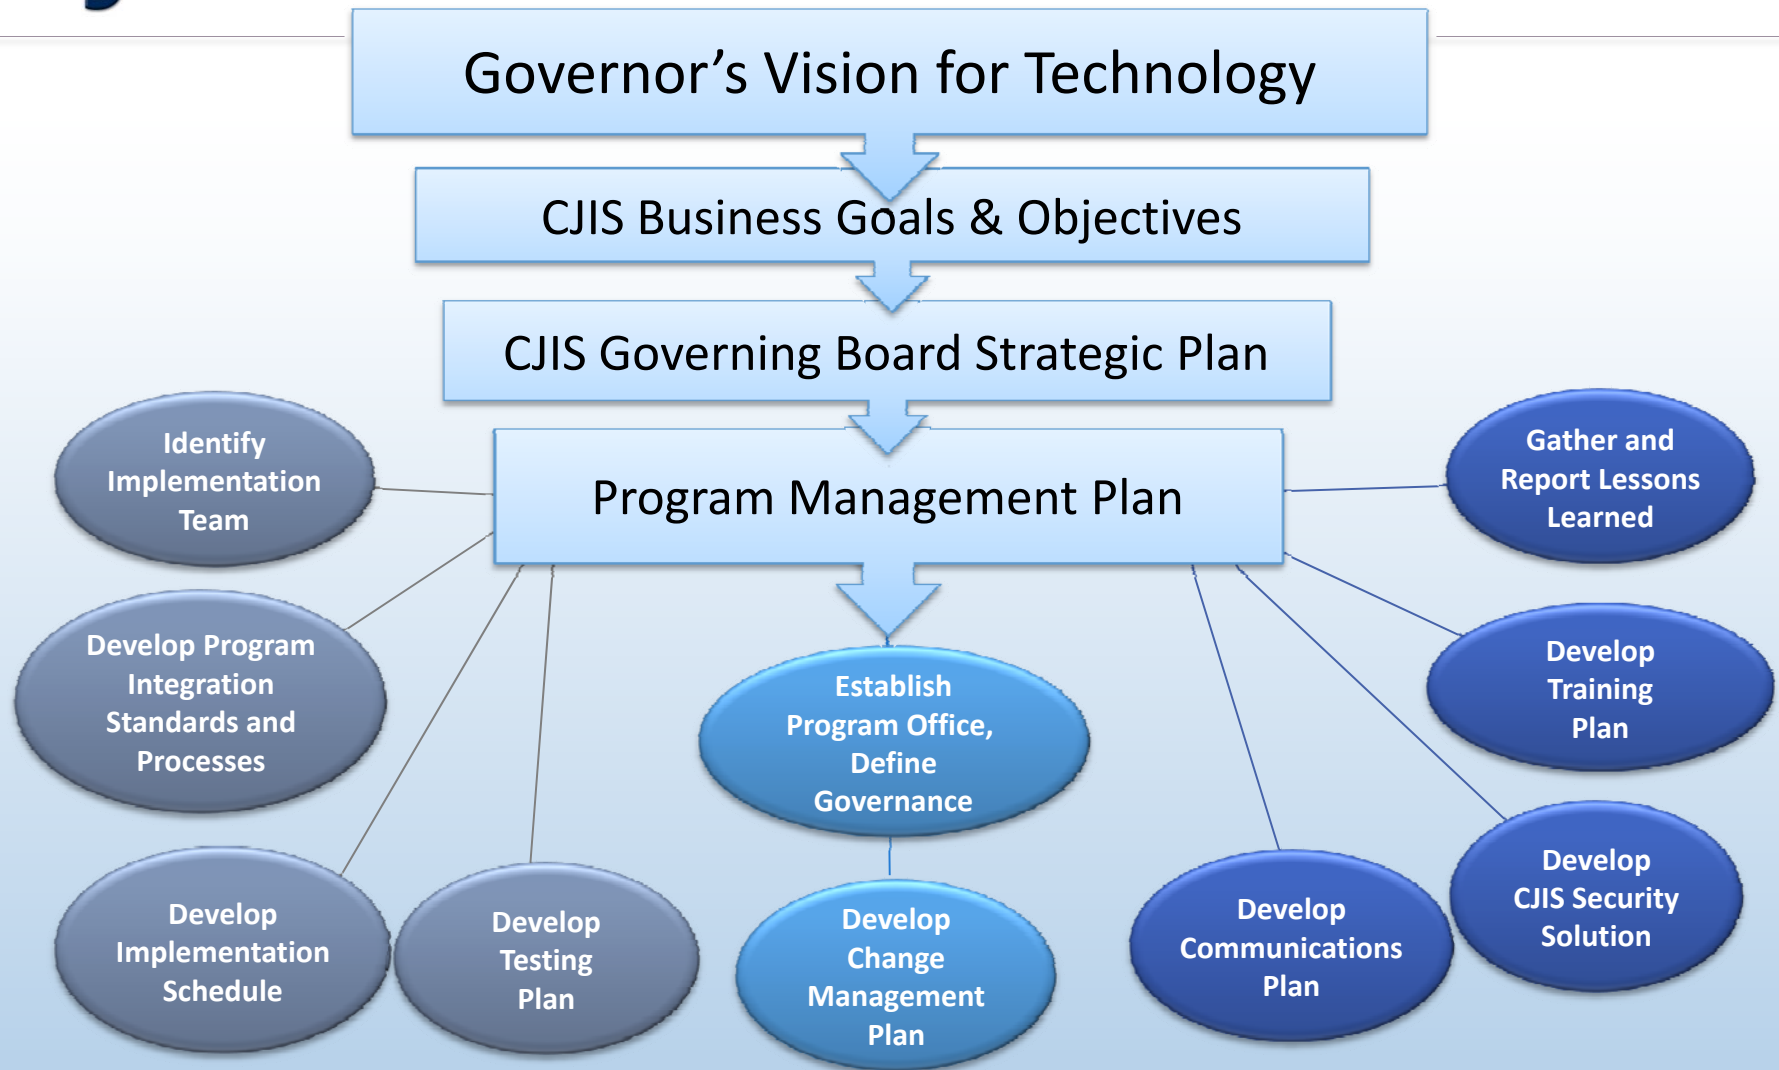 Governor’s Vision for Technology
CJIS Business Goals & Objectives
CJIS Governing Board Strategic Plan
Program Management Plan
Identify
Implementation
Team
Develop Program
Integration
Standards and
Processes
Develop
Implementation
Schedule
Develop
Testing
Plan
Establish
Program Office,
Define
Governance
Develop
Change
Management
Plan
Develop
Communications
Plan
Develop
CJIS Security
Solution
Develop
Training
Plan
Gather and
Report Lessons
Learned